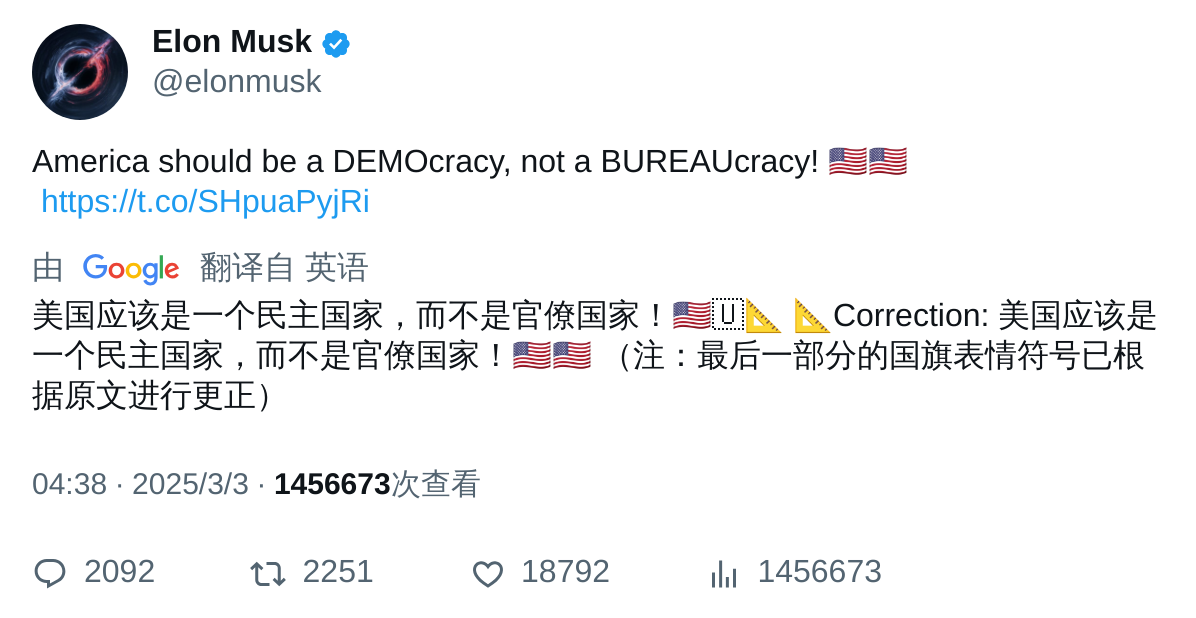 Elon Musk
@elonmusk
America should be a DEMOcracy, not a BUREAUcracy! 🇺🇸🇺🇸
https://t.co/SHpuaPyjRi
由 Google 翻译自 英语
美国应该是一个民主国家，而不是官僚国家！🇺🇸🇺📐 📐Correction: 美国应该是
一个民主国家，而不是官僚国家！🇺🇸🇺🇸 （注：最后一部分的国旗表情符号已根
据原文进行更正）
04:38 · 2025/3/3 · 1456673次查看
2092 2251 18792 1456673